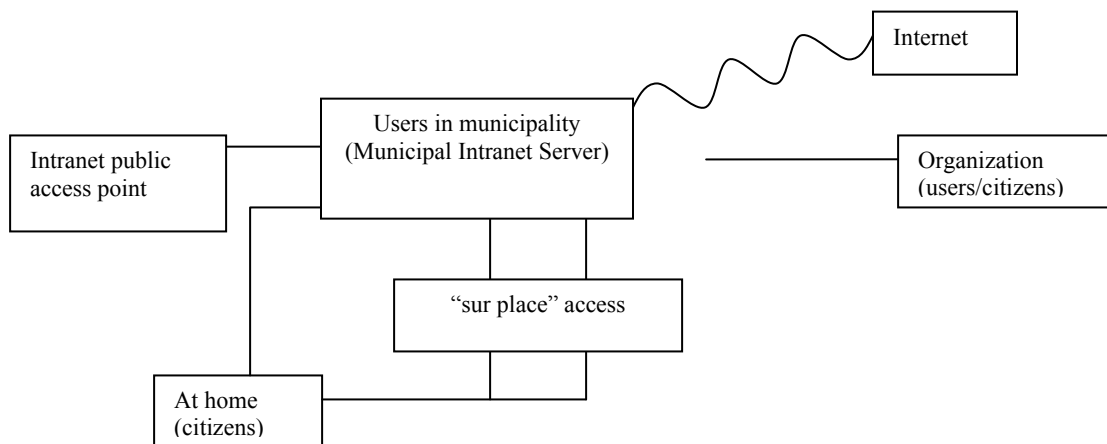 Internet
Users in municipality
(Municipal Intranet Server)
Intranet public
access point
Organization
(users/citizens)
“sur place” access
At home
(citizens)